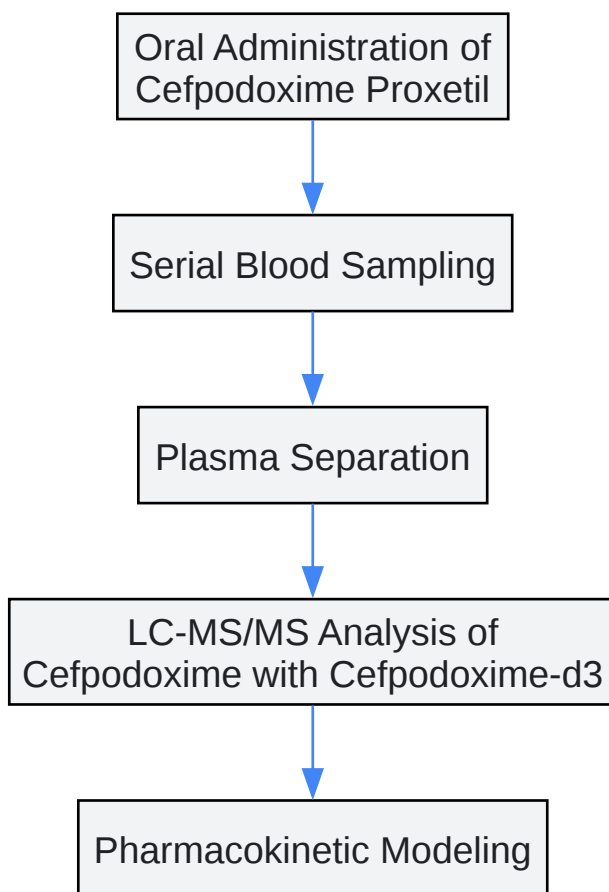 Oral Administration of
Cefpodoxime Proxetil
Serial Blood Sampling
Plasma Separation
LC-MS/MS Analysis of
Cefpodoxime with Cefpodoxime-d3
Pharmacokinetic Modeling